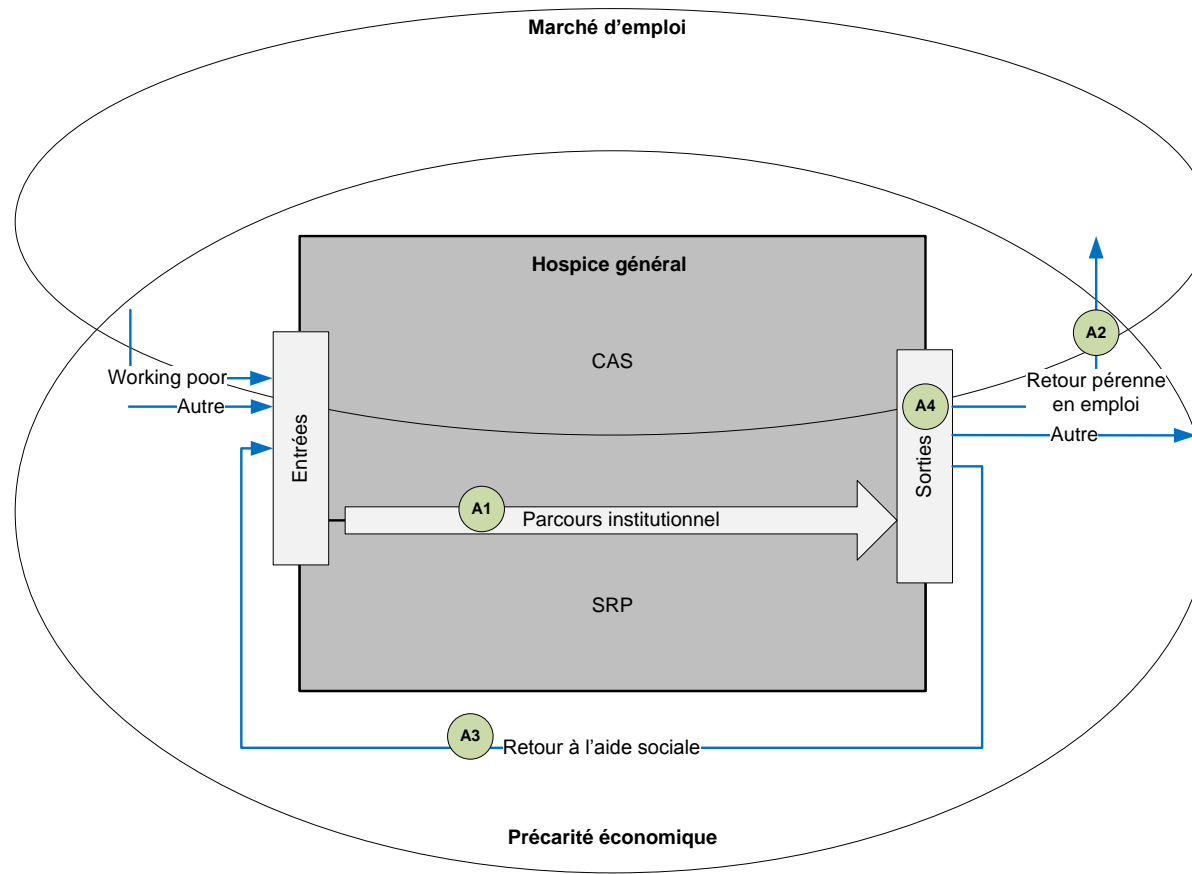 Marché d'emploi
Hospice général
CAS
A2
Working poor
Autre
Retour pérenne
en emploi
A4
Autre
Entrées
Sorties
A1
Parcours institutionnel
SRP
A3
Retour à l'aide sociale
Précarité économique